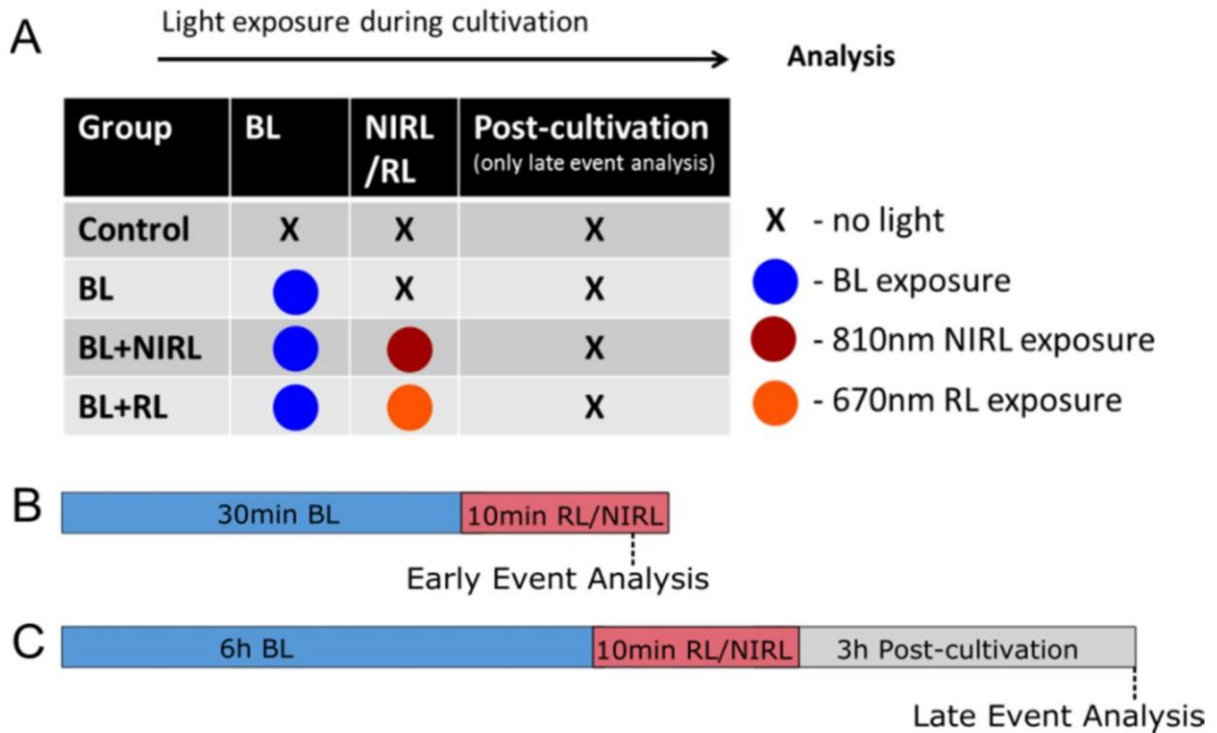 A
Light exposure during cultivation
Analysis
Group BL NIRL /RL Post-cultivation (only late event analysis)
Control X X X
BL X X
BL+NIRL X
BL+RL X
X - no light
- BL exposure
- 810nm NIRL exposure
- 670nm RL exposure
B
30min BL 10min RL/NIRL
Early Event Analysis
C
6h BL 10min RL/NIRL 3h Post-cultivation
Late Event Analysis